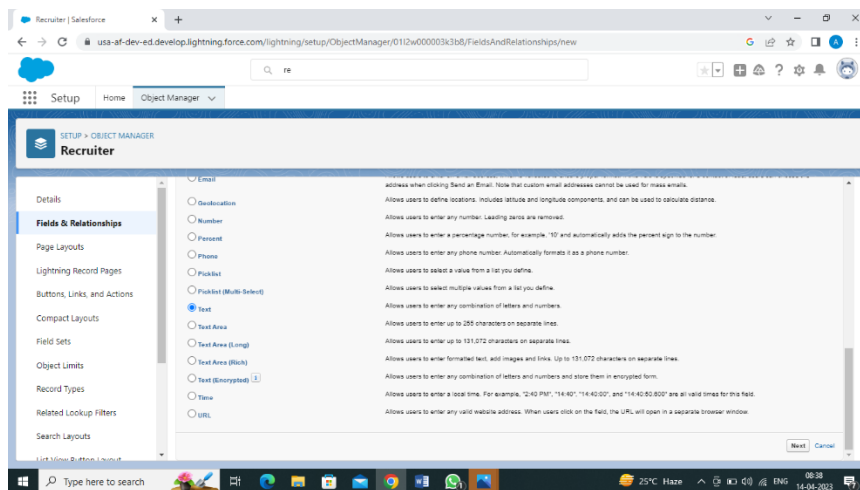 Recruiter | Salesforce
usa-af-dev-ed.develop.lightning.force.com/lightning/setup/ObjectManager/01I2w000003k3b8/FieldsAndRelationships/new
G
A
re
Setup Home Object Manager
SETUP > OBJECT MANAGER
Recruiter
Details
Fields & Relationships
Page Layouts
Lightning Record Pages
Buttons, Links, and Actions
Compact Layouts
Field Sets
Object Limits
Record Types
Related Lookup Filters
Search Layouts
List View Button Layout
Email
address when clicking Send an Email. Note that custom email addresses cannot be used for mass emails.
Geolocation Allows users to define locations. Includes latitude and longitude components, and can be used to calculate distance.
Number Allows users to enter any number. Leading zeros are removed.
Percent Allows users to enter a percentage number, for example, '10' and automatically adds the percent sign to the number.
Phone Allows users to enter any phone number. Automatically formats it as a phone number.
Picklist Allows users to select a value from a list you define.
Picklist (Multi-Select) Allows users to select multiple values from a list you define.
Text Allows users to enter any combination of letters and numbers.
Text Area Allows users to enter up to 255 characters on separate lines.
Text Area (Long) Allows users to enter up to 131,072 characters on separate lines.
Text Area (Rich) Allows users to enter formatted text, add images and links. Up to 131,072 characters on separate lines.
Text (Encrypted) i Allows users to enter any combination of letters and numbers and store them in encrypted form.
Time Allows users to enter a local time. For example, "2:40 PM", "14:40", "14:40:00", and "14:40:50.600" are all valid times for this field.
URL Allows users to enter any valid website address. When users click on the field, the URL will open in a separate browser window.
Next Cancel
Type here to search
25°C Haze
ENG
08:38
14-04-2023